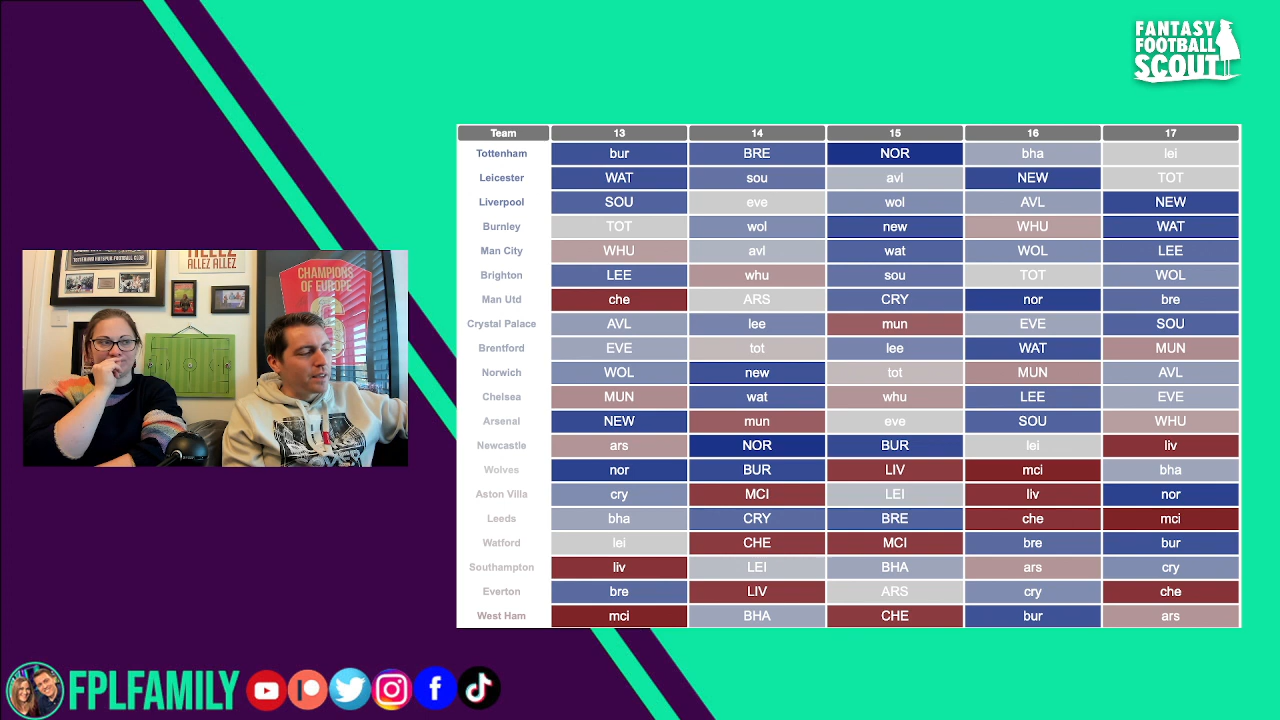 FANTASY
FOOTBALL
SCOUT
Team 13 14 15 16 17
Tottenham bur BRE NOR bha lei
Leicester WAT sou avl NEW TOT
Liverpool SOU eve wol AVL NEW
Burnley TOT wol new WHU WAT
Man City WHU avl wat WOL LEE
Brighton LEE whu sou TOT WOL
Man Utd che ARS CRY nor bre
Crystal Palace AVL lee mun EVE SOU
Brentford EVE tot lee WAT MUN
Norwich WOL new tot MUN AVL
Chelsea MUN wat whu LEE EVE
Arsenal NEW mun eve SOU WHU
Newcastle ars NOR BUR lei liv
Wolves nor BUR LIV mci bha
Aston Villa cry MCI LEI liv nor
Leeds bha CRY BRE che mci
Watford lei CHE MCI bre bur
Southampton liv LEI BHA ars cry
Everton bre LIV ARS cry che
West Ham mci BHA CHE bur ars
ALLEZ ALLEZ
CHAMPIONS
OF EUROPE
6
FPLFAMILY